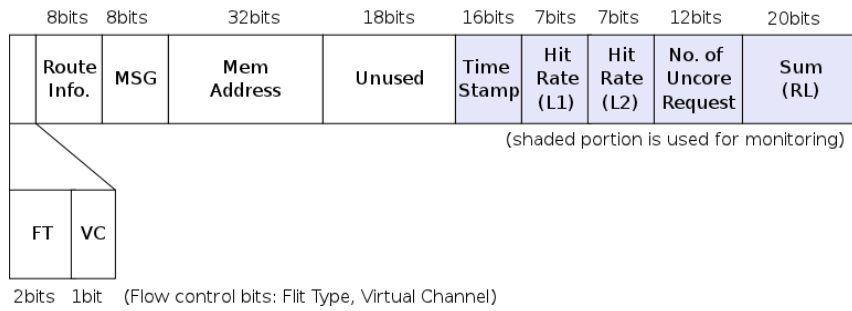 8bits 8bits 32bits 18bits 16bits 7bits 7bits 12bits 20bits
Route Info.
MSG
Mem Address
Unused
Time Stamp
Hit Rate (L1)
Hit Rate (L2)
No. of Uncore Request
Sum (RL)
(shaded portion is used for monitoring)
FT VC
2bits 1bit (Flow control bits: Flit Type, Virtual Channel)